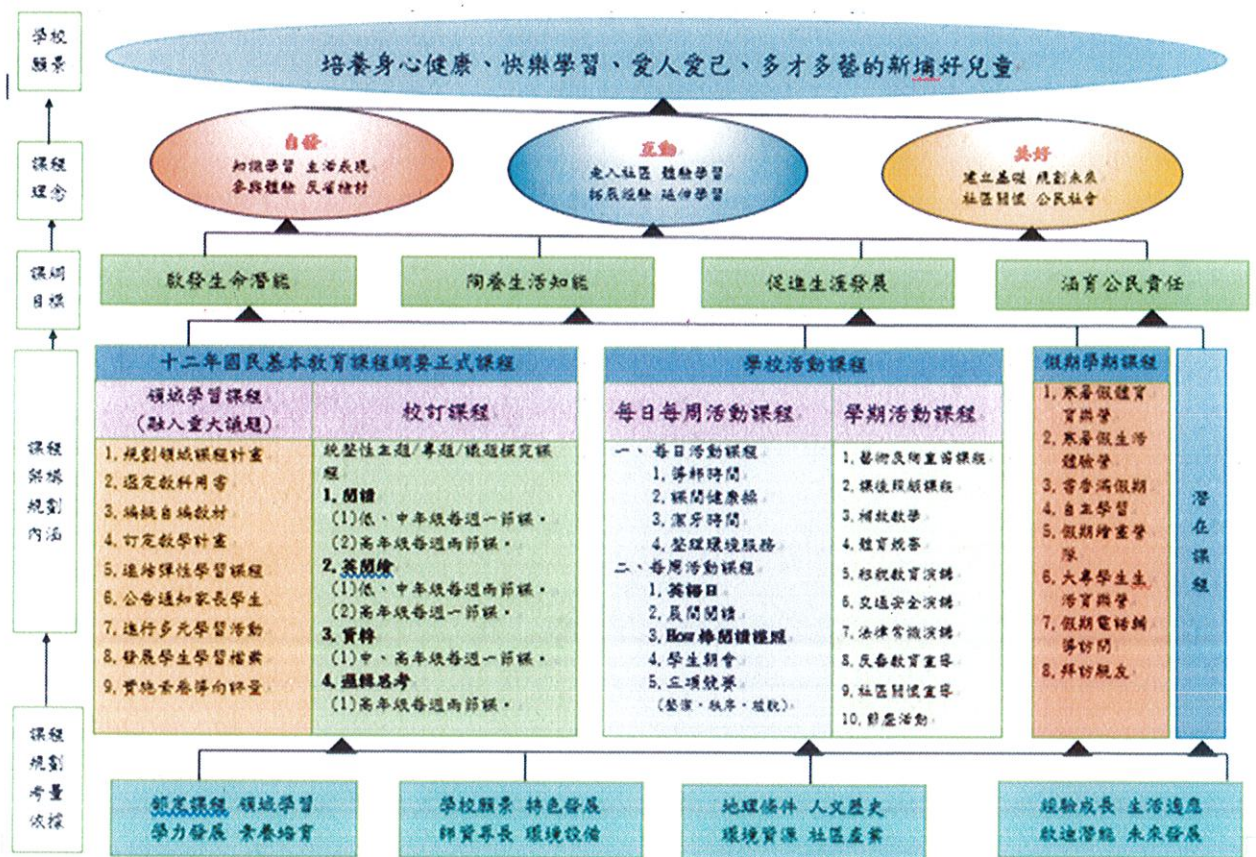 學校
願景
培養身心健康、快樂學習、愛人愛己、多才多藝的新埔好兒童
課程
理念
自發
知識學習 生活表現
參與體驗 反省檢討
互動
走入社區 體驗學習
拓展經驗 延伸學習
共好
建立基礎 規劃未來
社區關懷 公民社會
課綱
目標
啟發生命潛能
陶養生活知能
促進生涯發展
涵育公民責任
課程
架構
規劃
內涵
十二年國民基本教育課程綱要正式課程
領域學習課程
(融入重大議題)
1. 規劃領域課程計畫
2. 選定教科用書
3. 編擬自編教材
4. 訂定教學計畫
5. 連結彈性學習課程
6. 公告通知家長學生
7. 進行多元學習活動
8. 發展學生學習檔案
9. 實施素養導向評量
校訂課程
統整性主題/專題/議題探究課
程
1. 閱讀
(1)低、中年級每週一節課。
(2)高年級每週兩節課。
2. 英閱繪
(1)低、中年級每週兩節課。
(2)高年級每週一節課。
3. 資轉
(1)中、高年級每週一節課。
4. 邏輯思考
(1)高年級每週兩節課。
學校活動課程
每日每周活動課程
一、每日活動課程
1. 導師時間
2. 課間健康操
3. 潔牙時間
4. 整理環境服務
二、每周活動課程
1. 英語日
2. 晨間閱讀
3. How 棒閱讀護照
4. 學生朝會
5. 三項競賽
(整潔、秩序、禮貌)
學期活動課程
1. 藝術及
2. 課後照顧課程
3. 補救教學
4. 體育競賽
5. 租稅教育演講
6. 交通安全演講
7. 法律常識演講
8. 反毒教育宣導
9. 社區關懷宣導
10. 節慶活動
假期學期課程
1. 寒暑假體育
育樂營
2. 寒暑假生活
體驗營
3. 書香滿假期
4. 自主學習
5. 假期繪畫營
隊
6. 大專學生生
活育樂營
7. 假期電話輔
導訪問
8. 拜訪親友
潛
在
課
程
課程
規劃
考量
依據
部定課程 領域學習
學力發展 素養培育
學校願景 特色發展
師資專長 環境設備
地理條件 人文歷史
環境資源 社區產業
經驗成長 生活適應
啟迪潛能 未來發展